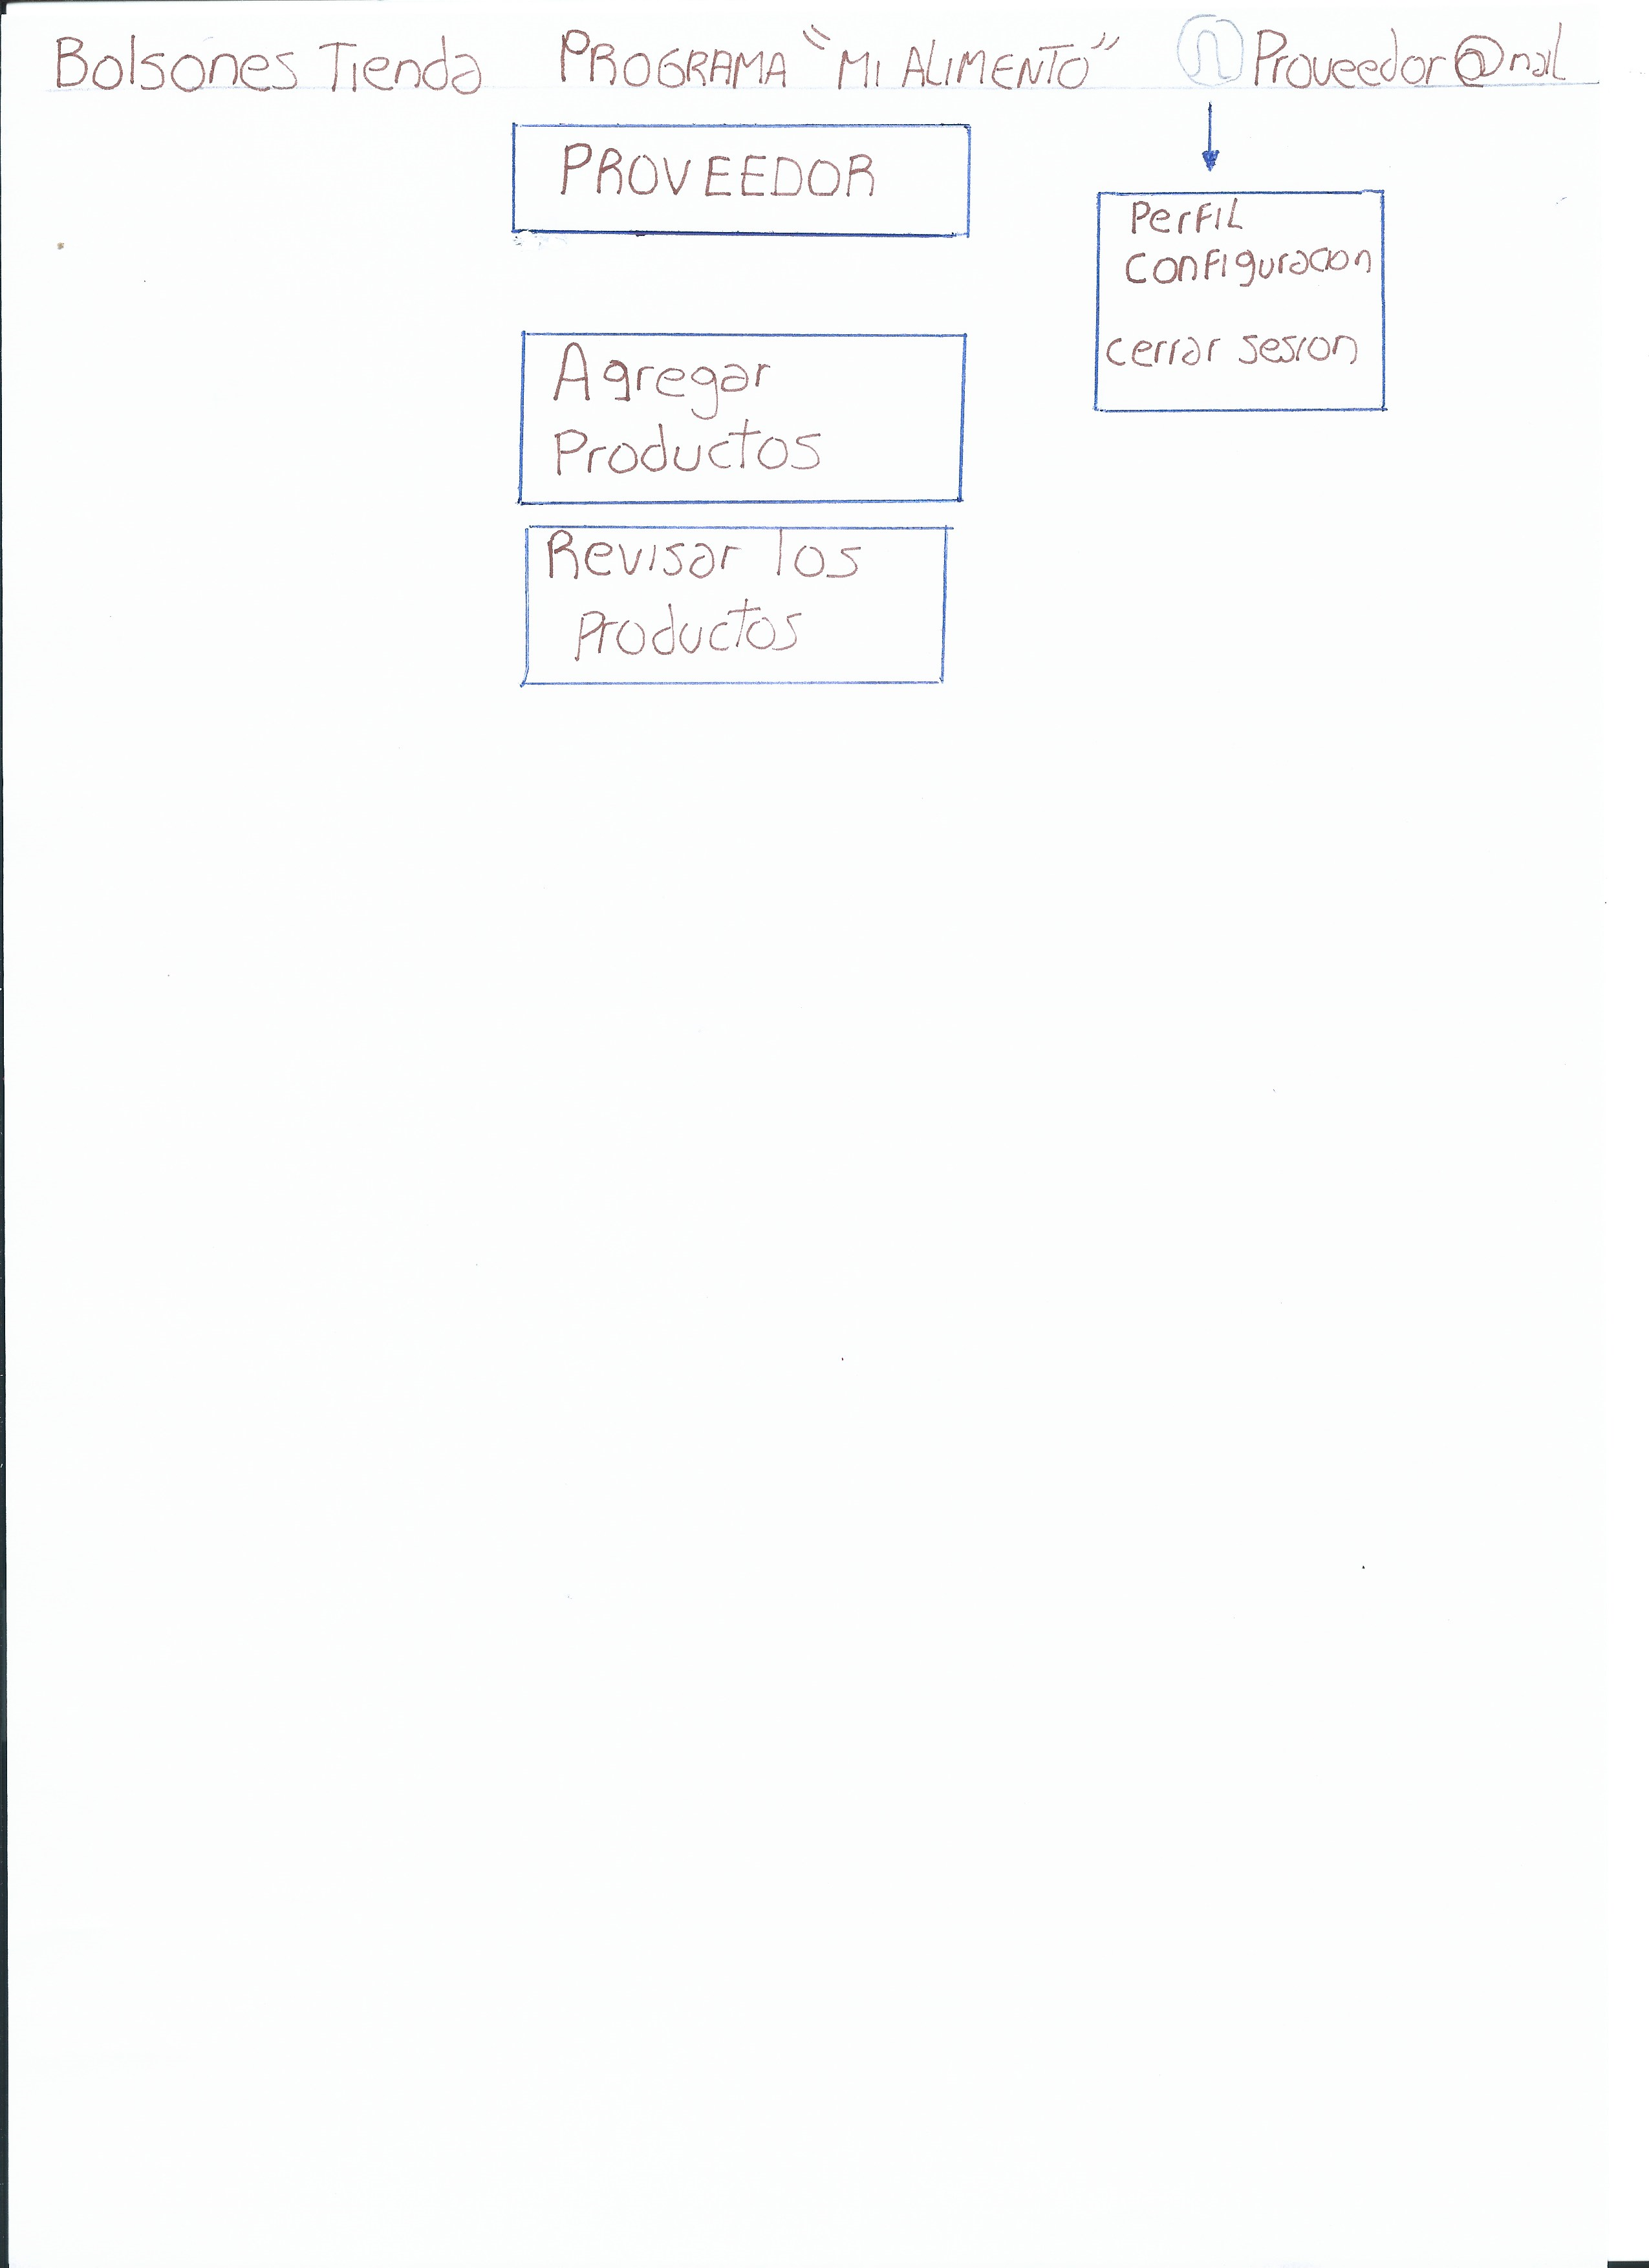 Bolsones Tienda PROGRAMA "MI ALIMENTO" Proveedor@mail
PROVEEDOR
Perfil
configuracion
cerrar sesion
Agregar
Productos
Revisar los
Productos